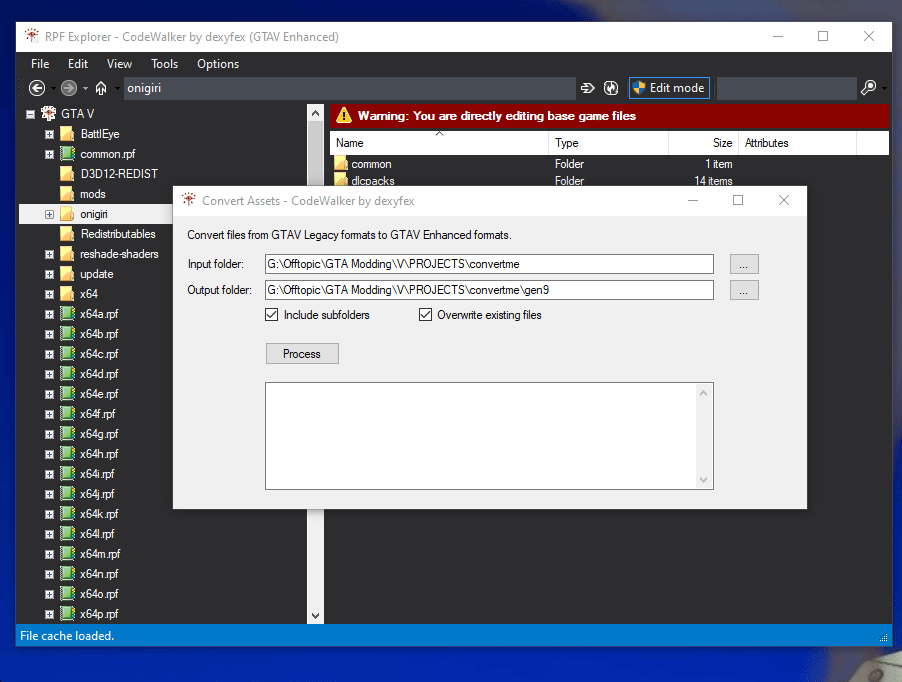 RPF Explorer - CodeWalker by dexyfex (GTAV Enhanced)
File Edit View Tools Options
onigiri
Edit mode
GTA V
BattlEye
common.rpf
D3D12-REDIST
mods
onigiri
Redistributables
reshade-shaders
update
x64
x64a.rpf
x64b.rpf
x64c.rpf
x64d.rpf
x64e.rpf
x64f.rpf
x64g.rpf
x64h.rpf
x64i.rpf
x64j.rpf
x64k.rpf
x64l.rpf
x64m.rpf
x64n.rpf
x64o.rpf
x64p.rpf
Warning: You are directly editing base game files
Name Type Size Attributes
common Folder 1 item
dlcpacks Folder 14 items
Convert Assets - CodeWalker by dexyfex
Convert files from GTAV Legacy formats to GTAV Enhanced formats.
Input folder: G:\Offtopic\GTA Modding\V\PROJECTS\convertme ...
Output folder: G:\Offtopic\GTA Modding\V\PROJECTS\convertme\gen9 ...
Include subfolders Overwrite existing files
Process
File cache loaded.